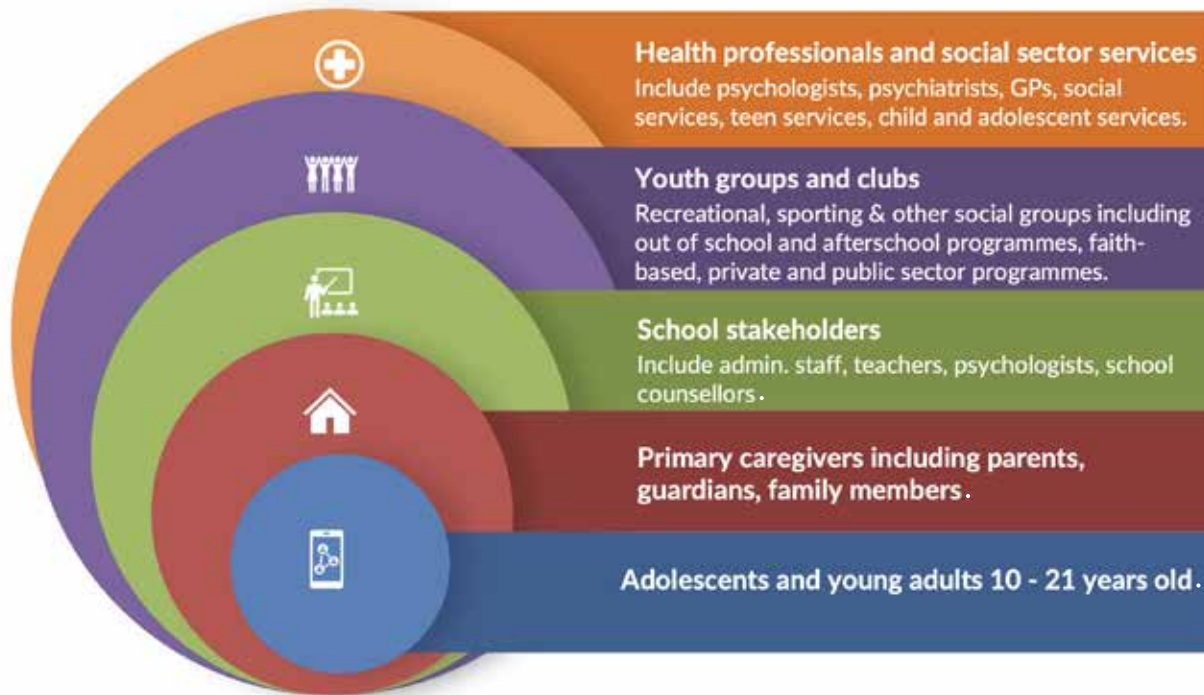 Health professionals and social sector services
Include psychologists, psychiatrists, GPs, social
services, teen services, child and adolescent services.
Youth groups and clubs
Recreational, sporting & other social groups including
out of school and afterschool programmes, faith-
based, private and public sector programmes.
School stakeholders
Include admin. staff, teachers, psychologists, school
counsellors.
Primary caregivers including parents,
guardians, family members.
Adolescents and young adults 10 - 21 years old.